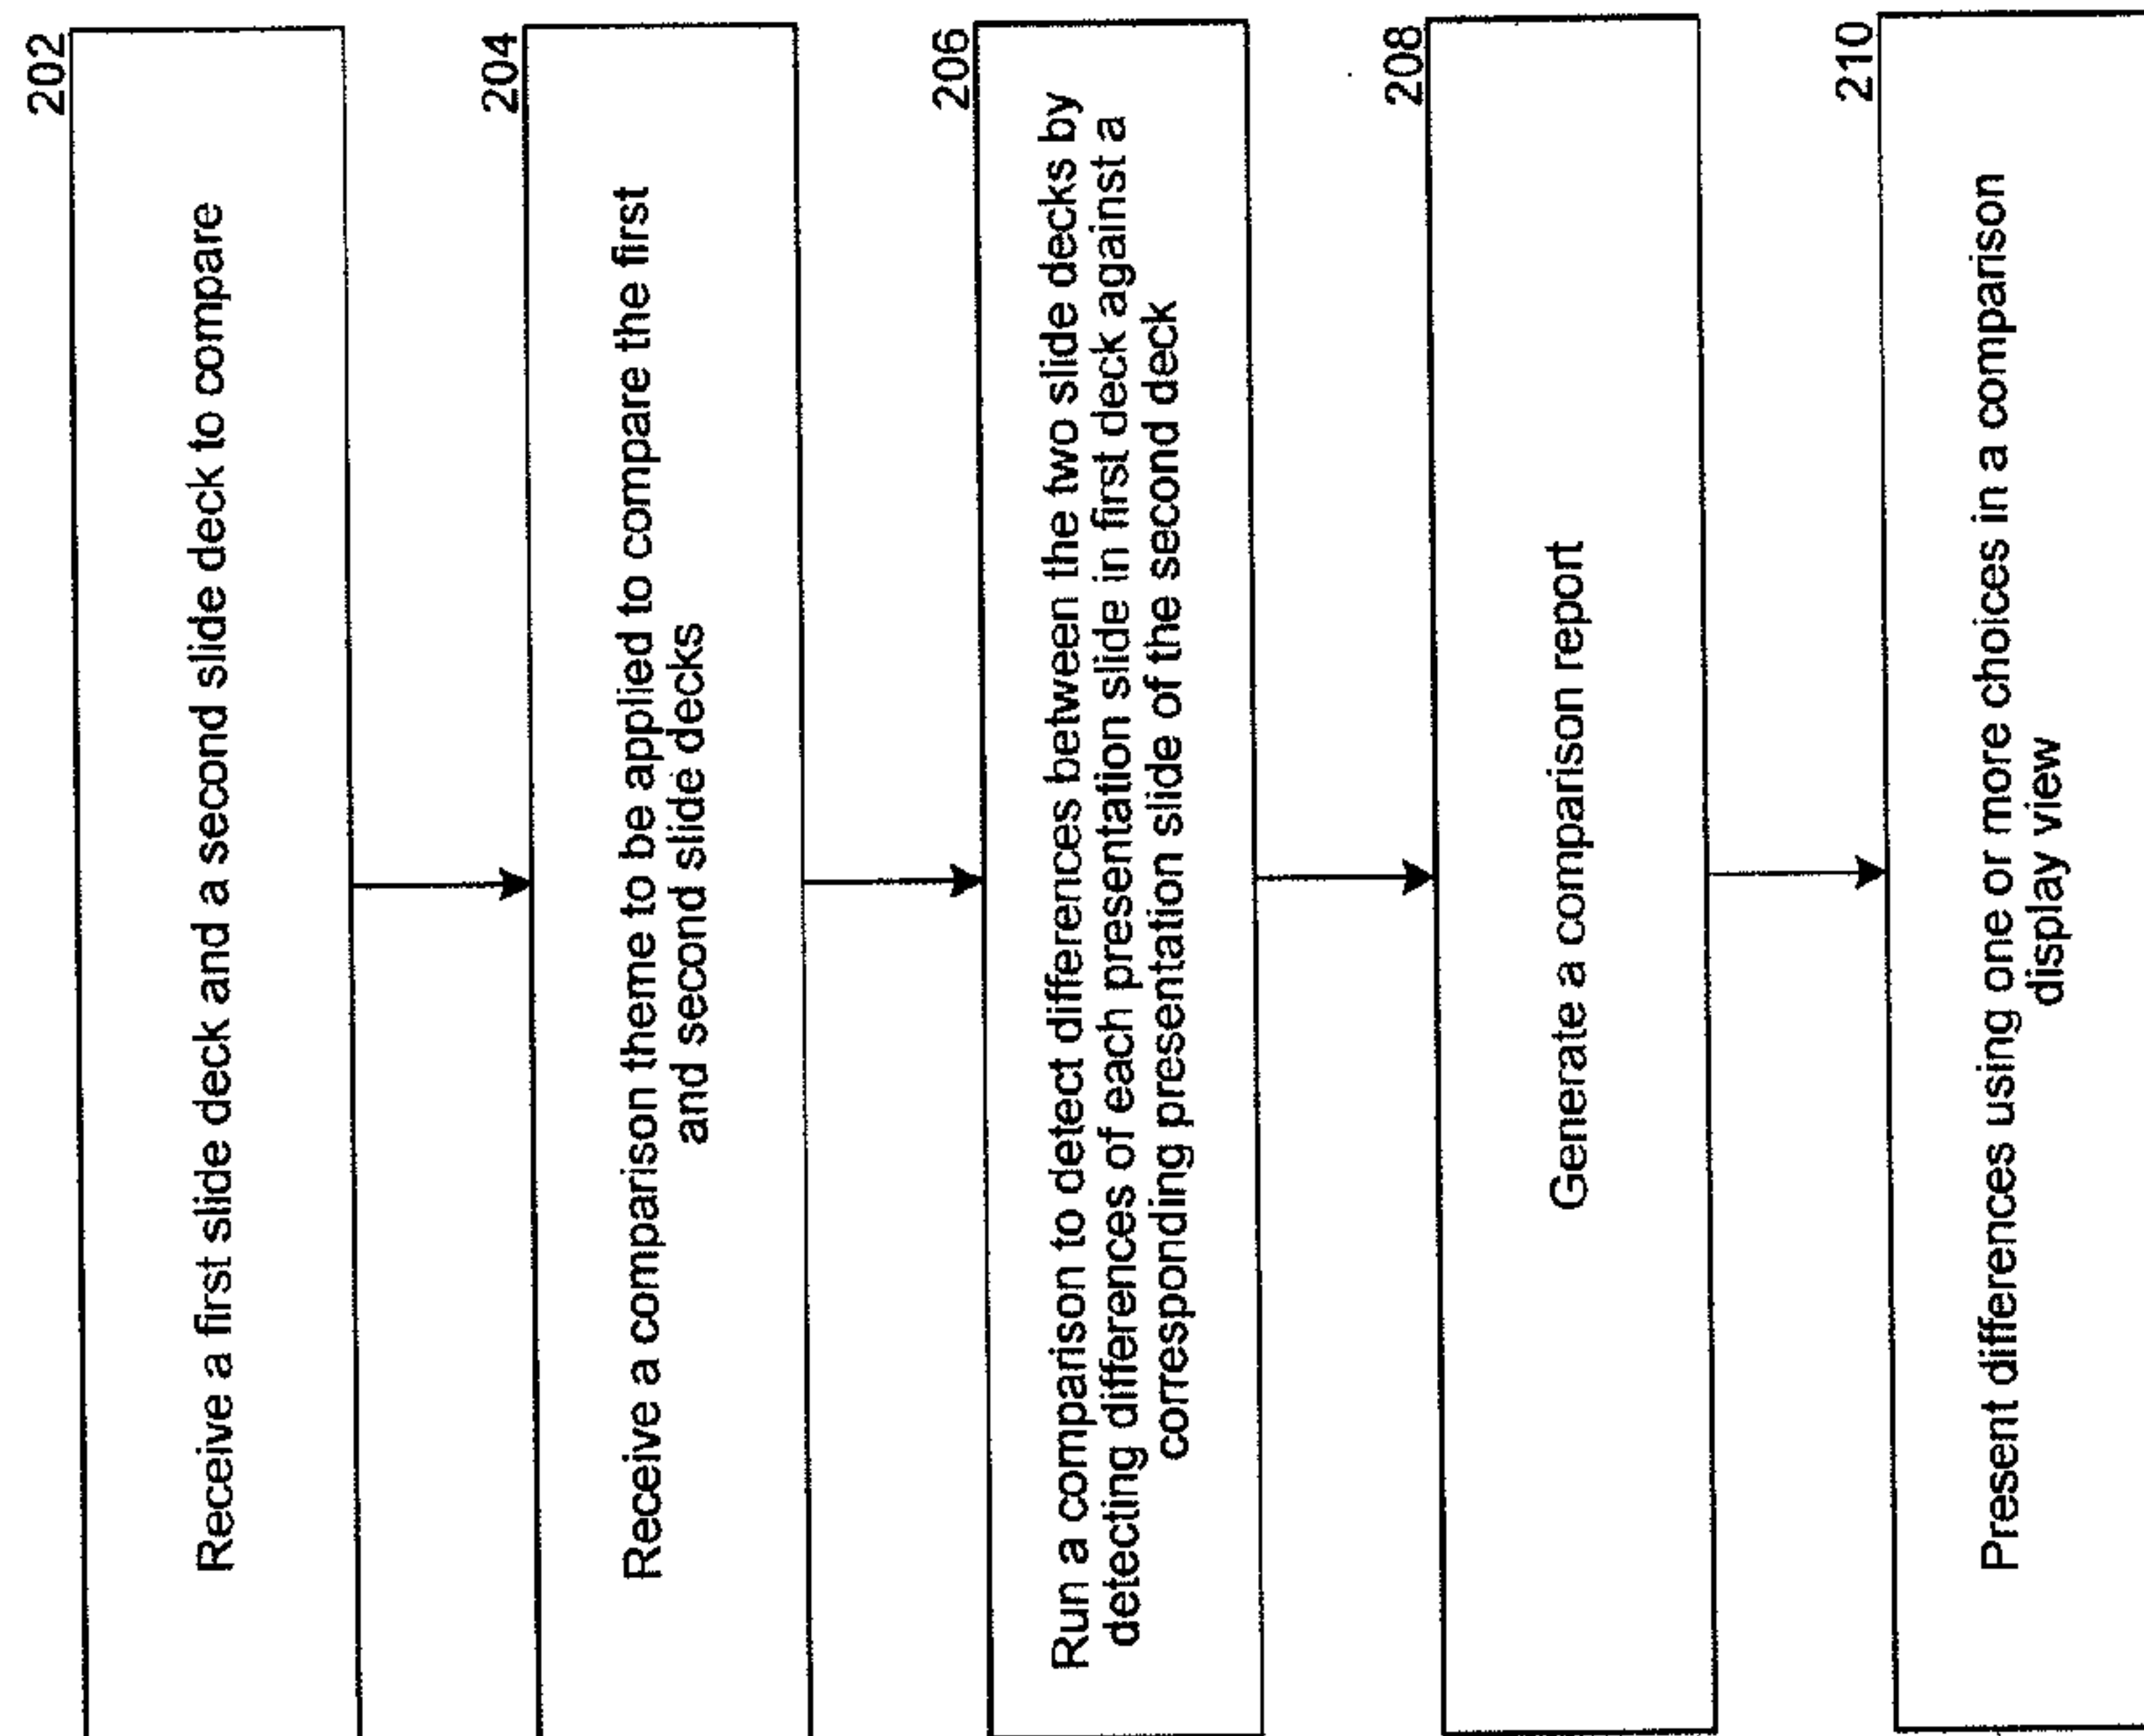 202
Receive a first slide deck and a second slide deck to compare
204
Receive a comparison theme to be applied to compare the first
and second slide decks
206
Run a comparison to detect differences between the two slide decks by
detecting differences of each presentation slide in first deck against a
corresponding presentation slide of the second deck
208
Generate a comparison report
210
Present differences using one or more choices in a comparison
display view